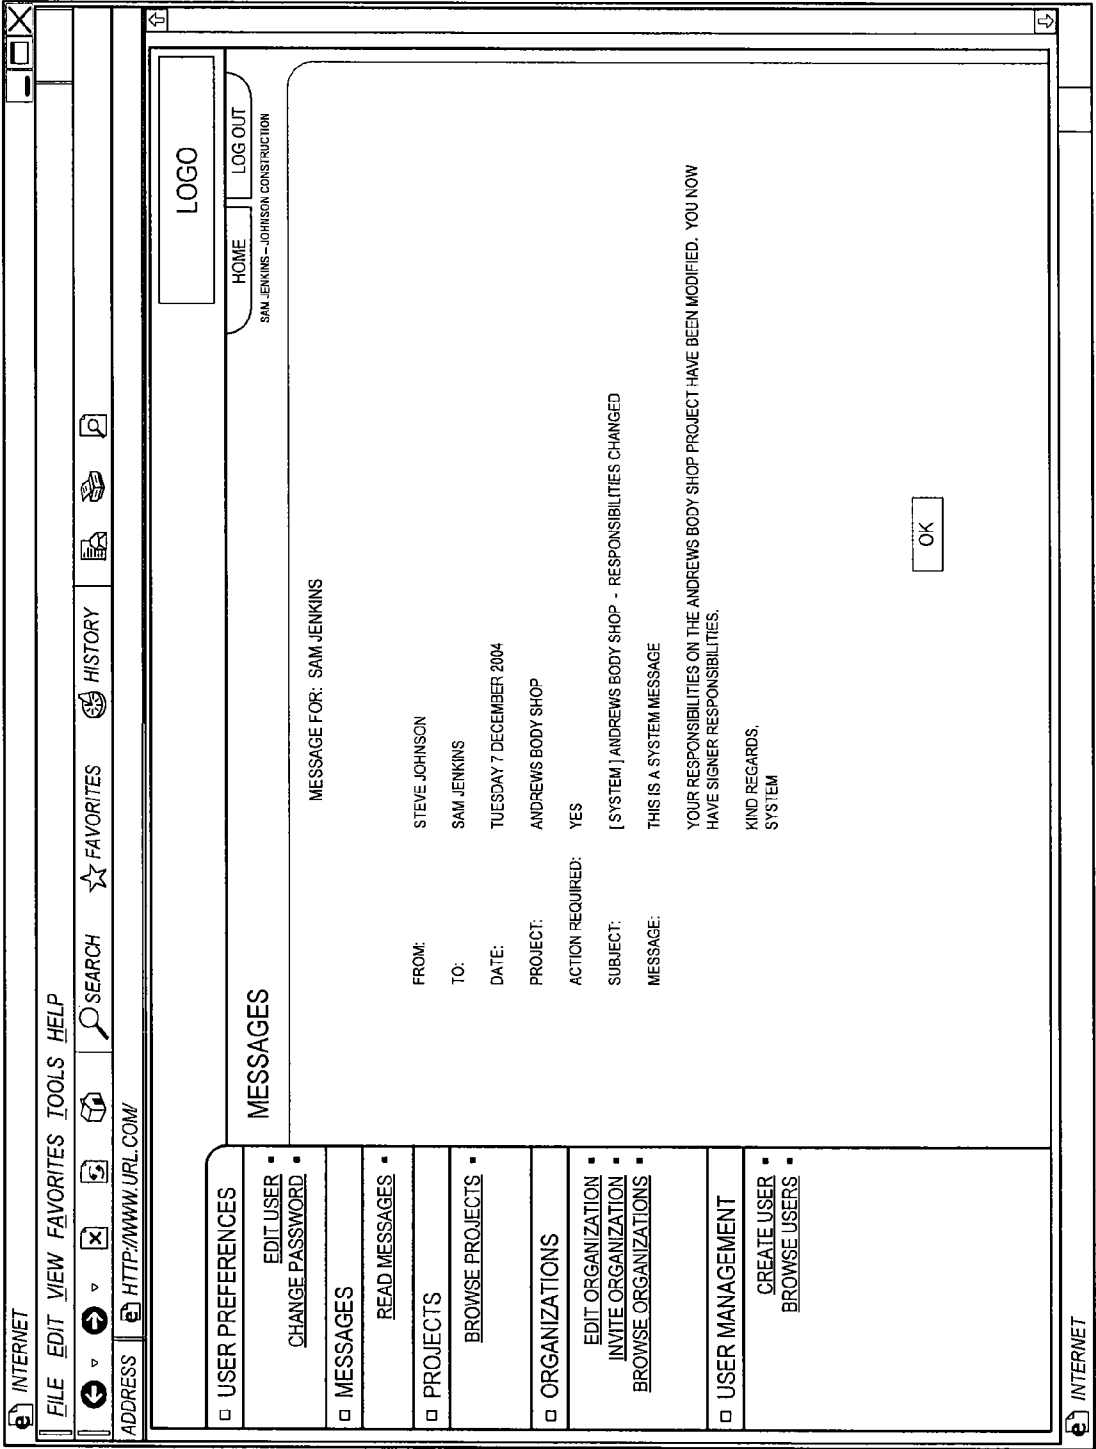 INTERNET
FILE EDIT VIEW FAVORITES TOOLS HELP
SEARCH FAVORITES HISTORY
ADDRESS HTTP://WWW.URL.COM/
LOGO
HOME LOG OUT
SAM JENKINS – JOHNSON CONSTRUCTION
USER PREFERENCES
EDIT USER
CHANGE PASSWORD
MESSAGES
READ MESSAGES
PROJECTS
BROWSE PROJECTS
ORGANIZATIONS
EDIT ORGANIZATION
INVITE ORGANIZATION
BROWSE ORGANIZATIONS
USER MANAGEMENT
CREATE USER
BROWSE USERS
MESSAGES
MESSAGE FOR: SAM JENKINS
FROM: STEVE JOHNSON
TO: SAM JENKINS
DATE: TUESDAY 7 DECEMBER 2004
PROJECT: ANDREWS BODY SHOP
ACTION REQUIRED: YES
SUBJECT: [ SYSTEM ] ANDREWS BODY SHOP - RESPONSIBILITIES CHANGED
MESSAGE: THIS IS A SYSTEM MESSAGE
YOUR RESPONSIBILITIES ON THE ANDREWS BODY SHOP PROJECT HAVE BEEN MODIFIED. YOU NOW
HAVE SIGNER RESPONSIBILITIES.
KIND REGARDS,
SYSTEM
OK
INTERNET